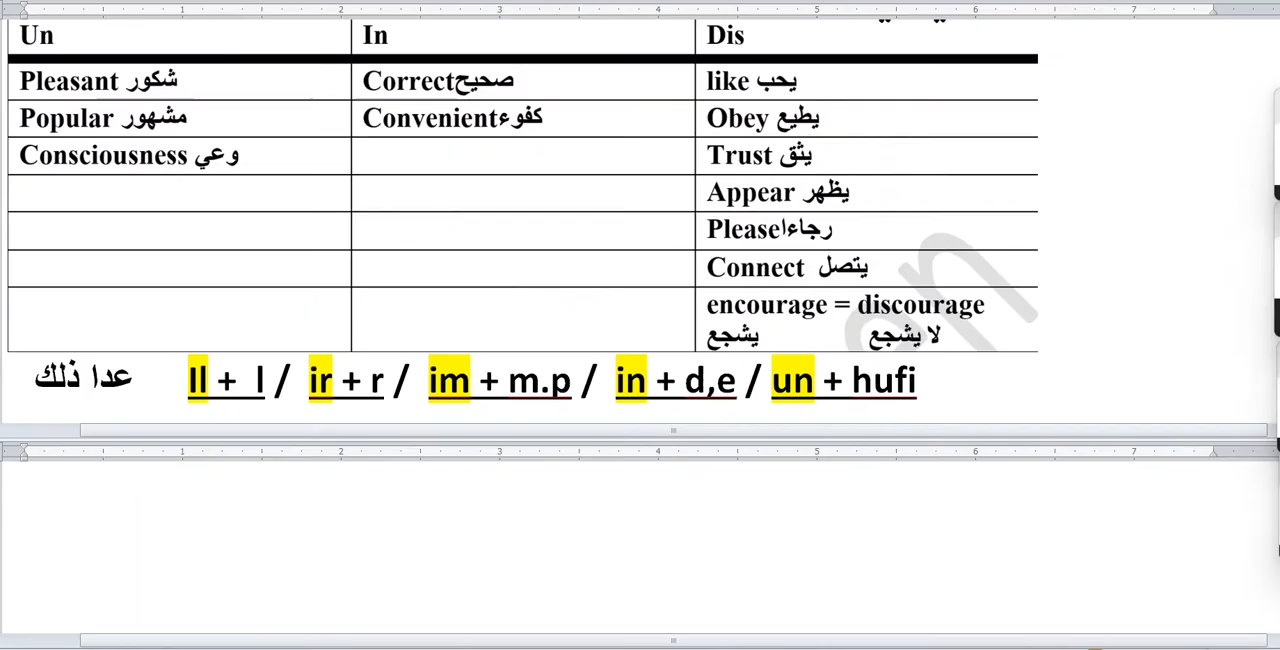 Un In Dis
Pleasant شكور Correctصحيح like يحب
Popular مشهور Convenientكفوء Obey يطيع
Consciousness وعي Trust يثق
Appear يظهر
Pleaseرجاءا
Connect يتصل
encourage = discourage
يشجع لا يشجع
عدا ذلك Il + l / ir + r / im + m.p / in + d,e / un + hufi